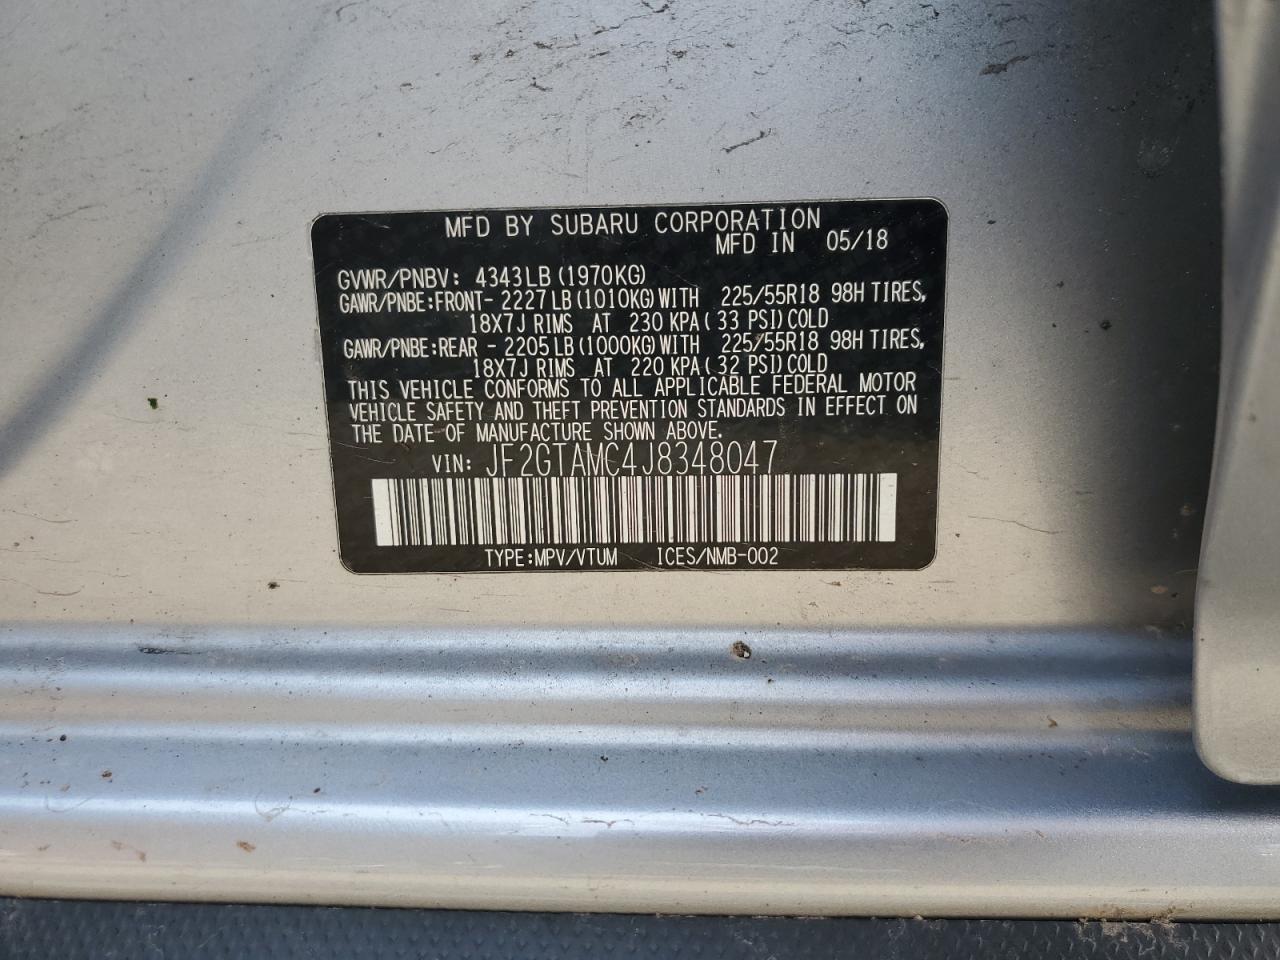 MFD BY SUBARU CORPORATION
MFD IN 05/18
GVWR/PNBV: 4343LB (1970KG)
GAWR/PNBE:FRONT- 2227LB (1010KG) WITH 225/55R18 98H TIRES,
18X7J RIMS AT 230 KPA (33 PSI) COLD
GAWR/PNBE:REAR - 2205LB (1000KG) WITH 225/55R18 98H TIRES,
18X7J RIMS AT 220 KPA (32 PSI) COLD
THIS VEHICLE CONFORMS TO ALL APPLICABLE FEDERAL MOTOR
VEHICLE SAFETY AND THEFT PREVENTION STANDARDS IN EFFECT ON
THE DATE OF MANUFACTURE SHOWN ABOVE.
VIN: JF2GTAMC4J8348047
TYPE:MPV/VTUM ICES/NMB-002